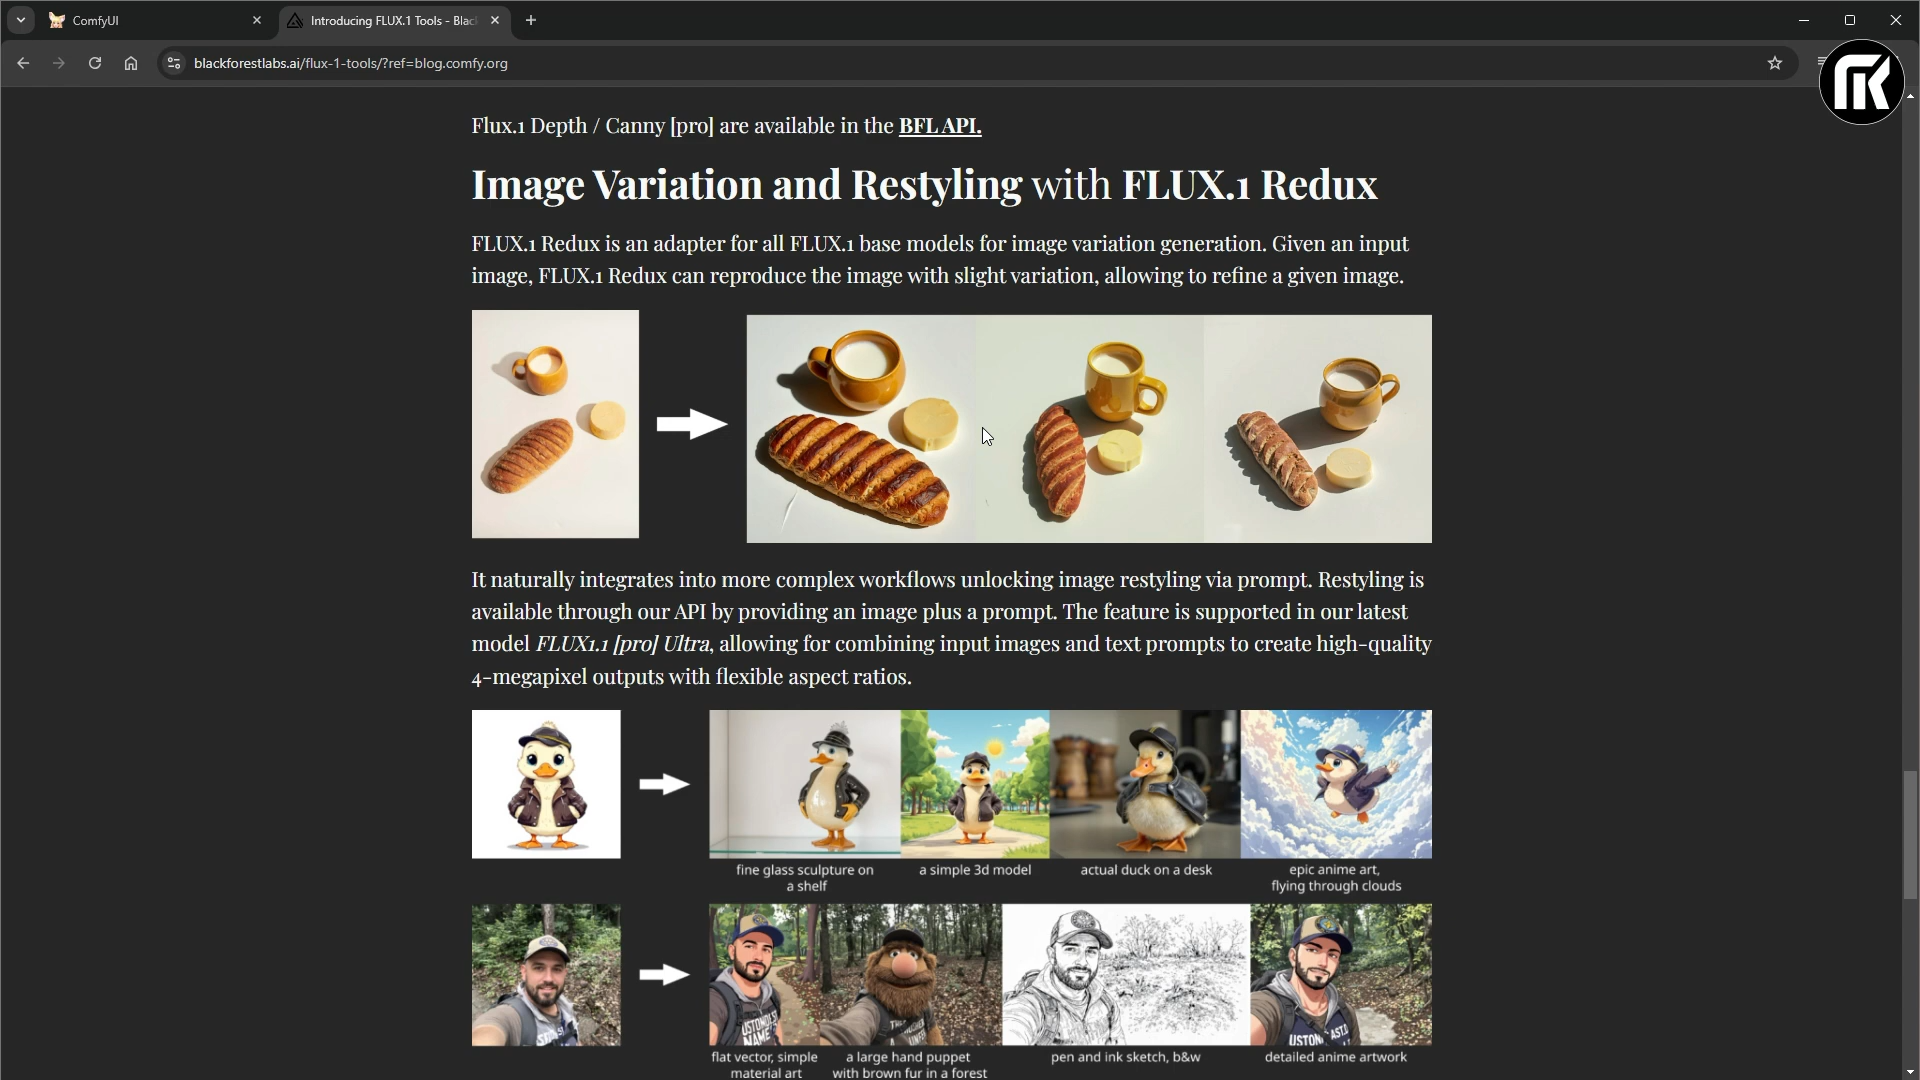 ComfyUI
Introducing FLUX.1 Tools - Blac
blackforestlabs.ai/flux-1-tools/?ref=blog.comfy.org
Flux.1 Depth / Canny [pro] are available in the BFL API.
Image Variation and Restyling with FLUX.1 Redux
FLUX.1 Redux is an adapter for all FLUX.1 base models for image variation generation. Given an input
image, FLUX.1 Redux can reproduce the image with slight variation, allowing to refine a given image.
It naturally integrates into more complex workflows unlocking image restyling via prompt. Restyling is
available through our API by providing an image plus a prompt. The feature is supported in our latest
model FLUX1.1 [pro] Ultra, allowing for combining input images and text prompts to create high-quality
4-megapixel outputs with flexible aspect ratios.
fine glass sculpture on
a shelf
a simple 3d model
actual duck on a desk
epic anime art,
flying through clouds
flat vector, simple
material art
a large hand puppet
with brown fur in a forest
pen and ink sketch, b&w
detailed anime artwork